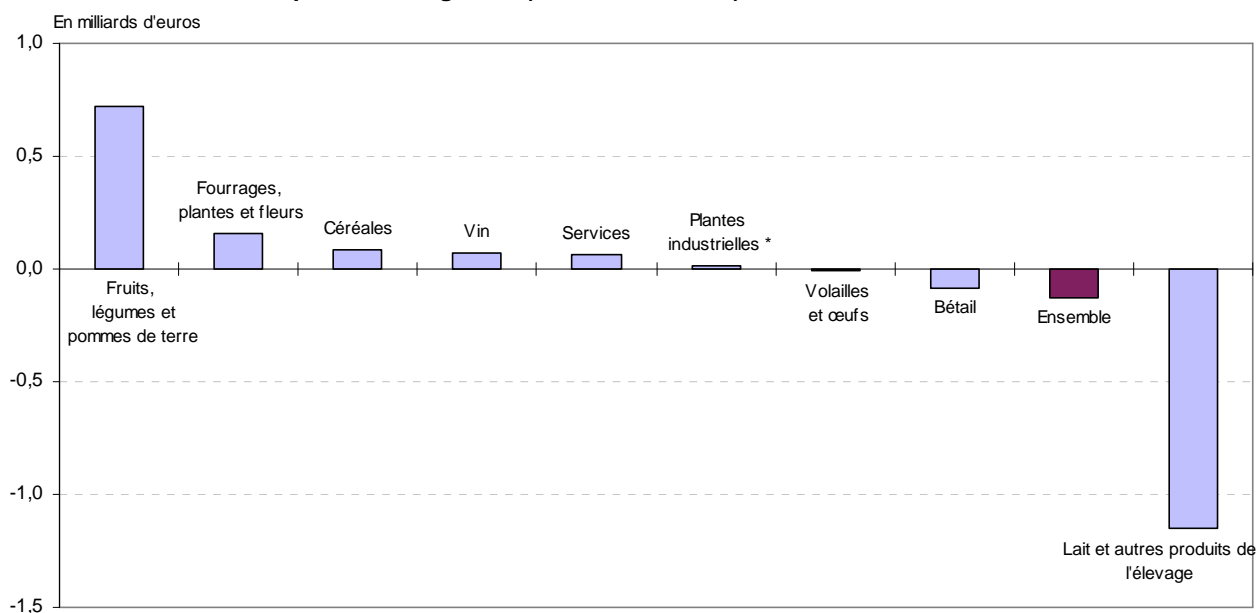 En milliards d'euros
1,0
0,5
0,0
-0,5
-1,0
-1,5
Fruits,
légumes et
pommes de terre
Fourrages,
plantes et fleurs
Céréales
Vin
Services
Plantes
industrielles *
Volailles
et œufs
Bétail
Ensemble
Lait et autres produits de
l'élevage